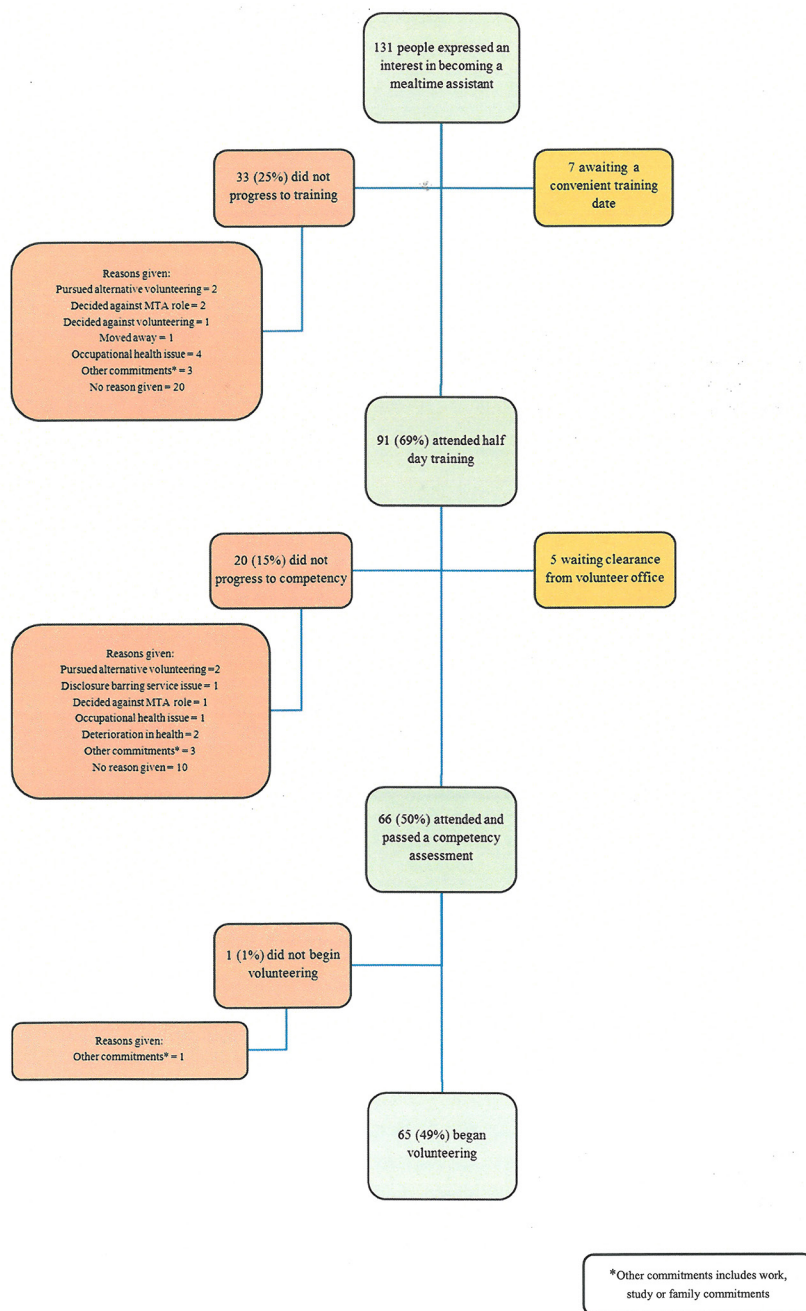 131 people expressed an
interest in becoming a
mealtime assistant
33 (25%) did not
progress to training
7 awaiting a
convenient training
date
Reasons given:
Pursued alternative volunteering = 2
Decided against MTA role = 2
Decided against volunteering = 1
Moved away = 1
Occupational health issue = 4
Other commitments* = 3
No reason given = 20
91 (69%) attended half
day training
20 (15%) did not
progress to competency
5 waiting clearance
from volunteer office
Reasons given:
Pursued alternative volunteering =2
Disclosure barring service issue = 1
Decided against MTA role = 1
Occupational health issue = 1
Deterioration in health = 2
Other commitments* = 3
No reason given = 10
66 (50%) attended and
passed a competency
assessment
1 (1%) did not begin
volunteering
Reasons given:
Other commitments* = 1
65 (49%) began
volunteering
*Other commitments includes work,
study or family commitments